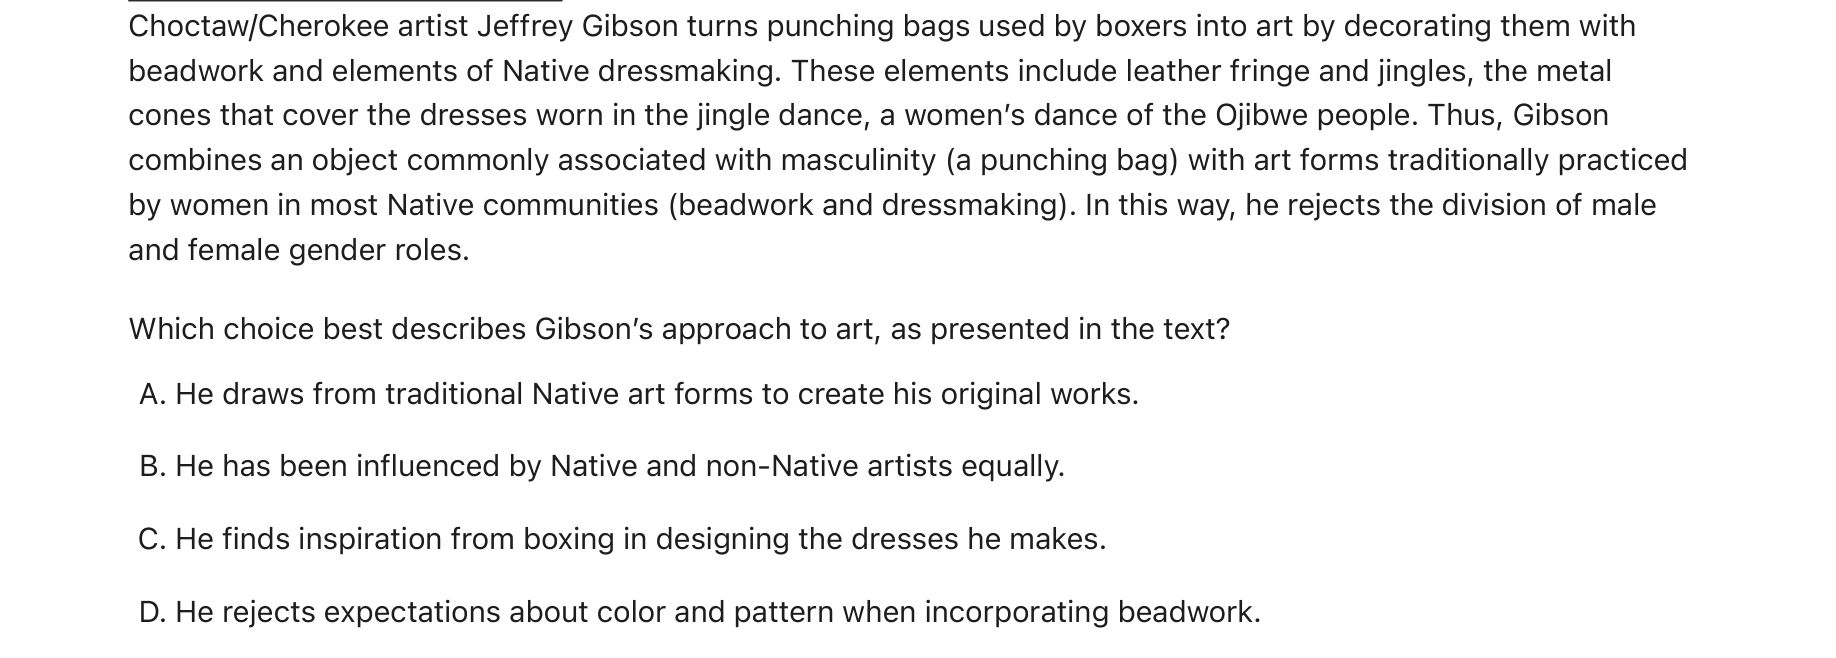 Choctaw/Cherokee artist Jeffrey Gibson turns punching bags used by boxers into art by decorating them with
beadwork and elements of Native dressmaking. These elements include leather fringe and jingles, the metal
cones that cover the dresses worn in the jingle dance, a women’s dance of the Ojibwe people. Thus, Gibson
combines an object commonly associated with masculinity (a punching bag) with art forms traditionally practiced
by women in most Native communities (beadwork and dressmaking). In this way, he rejects the division of male
and female gender roles.
Which choice best describes Gibson’s approach to art, as presented in the text?
A. He draws from traditional Native art forms to create his original works.
B. He has been influenced by Native and non-Native artists equally.
C. He finds inspiration from boxing in designing the dresses he makes.
D. He rejects expectations about color and pattern when incorporating beadwork.